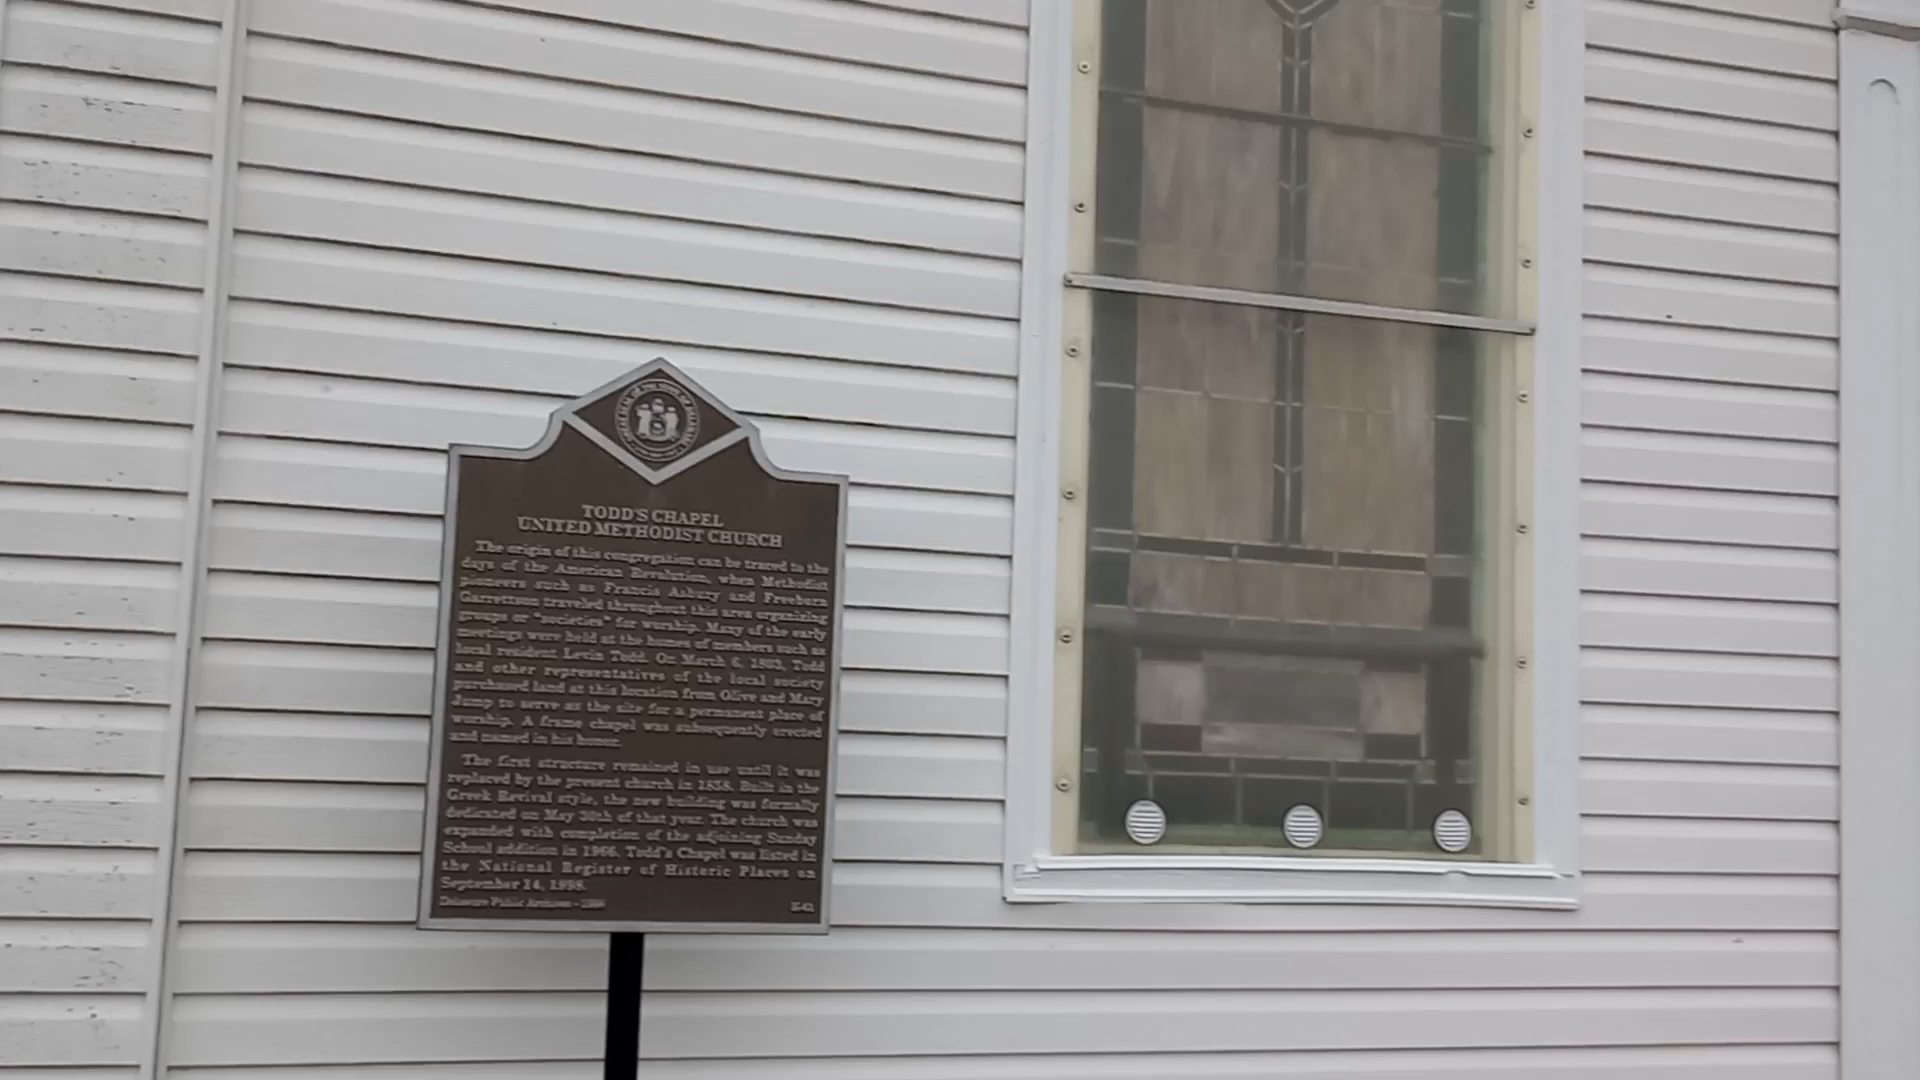 TODD'S CHAPEL
UNITED METHODIST CHURCH
The origin of this congregation can be traced to the
days of the American Revolution, when Methodist
pioneers such as Francis Asbury and Freeborn
Garrettson traveled throughout this area organizing
groups or "societies" for worship. Many of the early
meetings were held at the homes of members such as
local resident Levin Todd. On March 6, 1803, Todd
and other representatives of the local society
purchased land at this location from Olive and Mary
Jump to serve as the site for a permanent place of
worship. A frame chapel was subsequently erected
and named in his honor.
The first structure remained in use until it was
replaced by the present church in 1858. Built in the
Greek Revival style, the new building was formally
dedicated on May 30th of that year. The church was
expanded with completion of the adjoining Sunday
School addition in 1966. Todd's Chapel was listed in
the National Register of Historic Places on
September 14, 1998.
Delaware Public Archives -